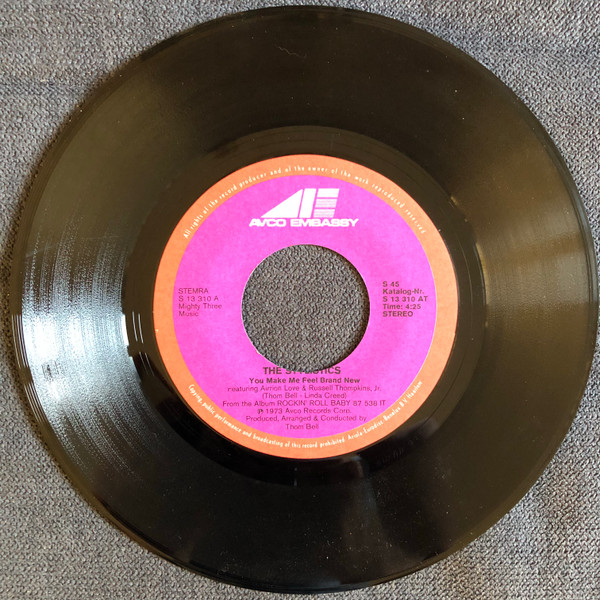 All rights of the record producer and of the owner of the work reproduced reserved
AVCO EMBASSY
STEMRA
S 13 310 A
Mighty Three
Music
S 45
Katalog-Nr.
S 13 310 AT
Time: 4:25
STEREO
THE
You Make Me Feel Brand New
Featuring Airrion Love & Russell Thompkins, Jr.
(Thom Bell - Linda Creed)
From the Album ROCKIN' ROLL BABY 87 538 IT
℗ 1973 Avco Records Corp.
Produced, Arranged & Conducted by
Thom Bell
Copying, public performance and broadcasting of this record prohibited.